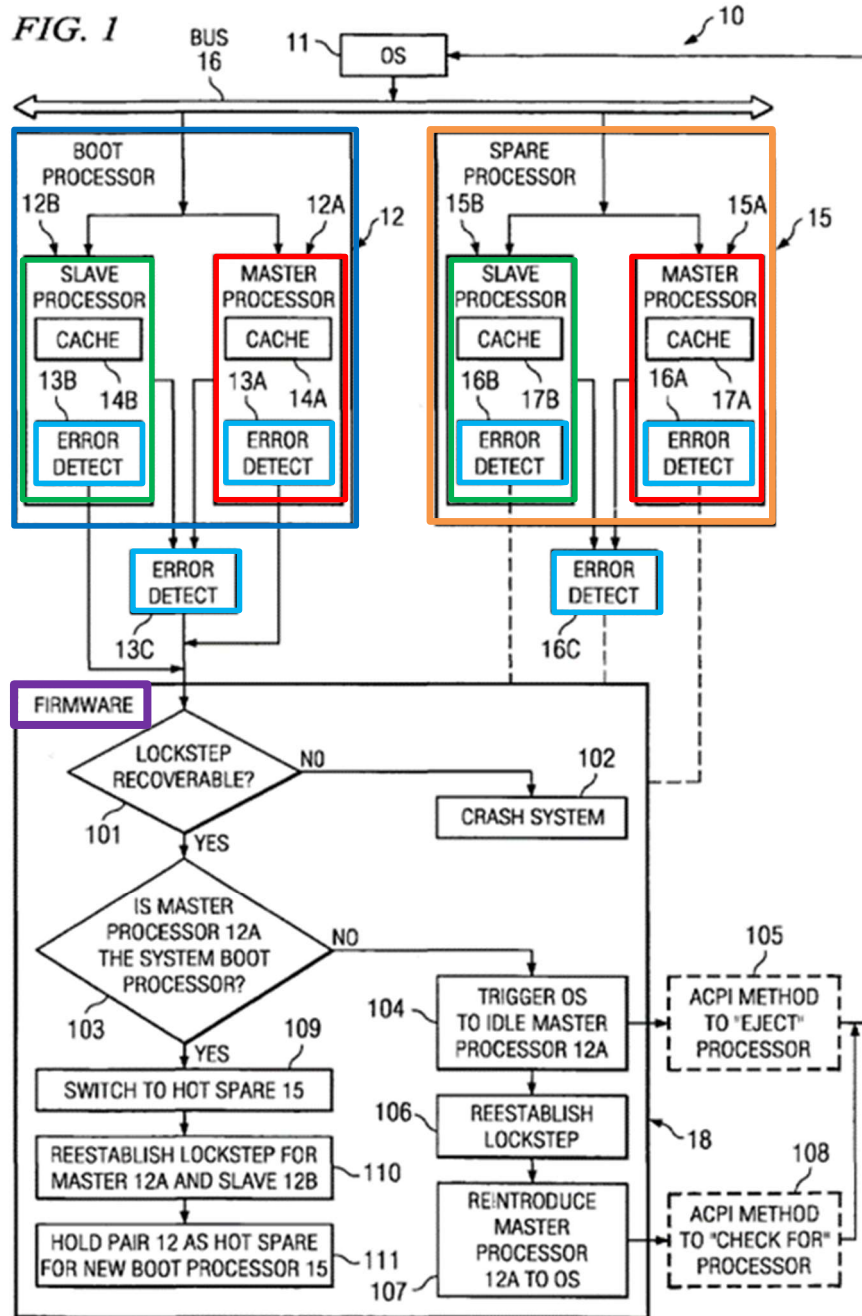 FIG. 1
BUS
16
11
OS
10
BOOT
PROCESSOR
12B
12A
12
SLAVE
PROCESSOR
MASTER
PROCESSOR
CACHE
CACHE
13B
14B
13A
14A
ERROR
DETECT
ERROR
DETECT
SPARE
PROCESSOR
15B
15A
15
SLAVE
PROCESSOR
MASTER
PROCESSOR
CACHE
CACHE
16B
17B
16A
17A
ERROR
DETECT
ERROR
DETECT
ERROR
DETECT
13C
ERROR
DETECT
16C
FIRMWARE
LOCKSTEP
RECOVERABLE?
NO
102
CRASH SYSTEM
101
YES
IS MASTER
PROCESSOR 12A
THE SYSTEM BOOT
PROCESSOR?
NO
103
YES
104
TRIGGER OS
TO IDLE MASTER
PROCESSOR 12A
105
ACPI METHOD
TO "EJECT"
PROCESSOR
109
SWITCH TO HOT SPARE 15
106
REESTABLISH
LOCKSTEP
18
REESTABLISH LOCKSTEP FOR
MASTER 12A AND SLAVE 12B
110
108
REINTRODUCE
MASTER
PROCESSOR
12A TO OS
107
ACPI METHOD
TO "CHECK FOR"
PROCESSOR
HOLD PAIR 12 AS HOT SPARE
FOR NEW BOOT PROCESSOR 15
111